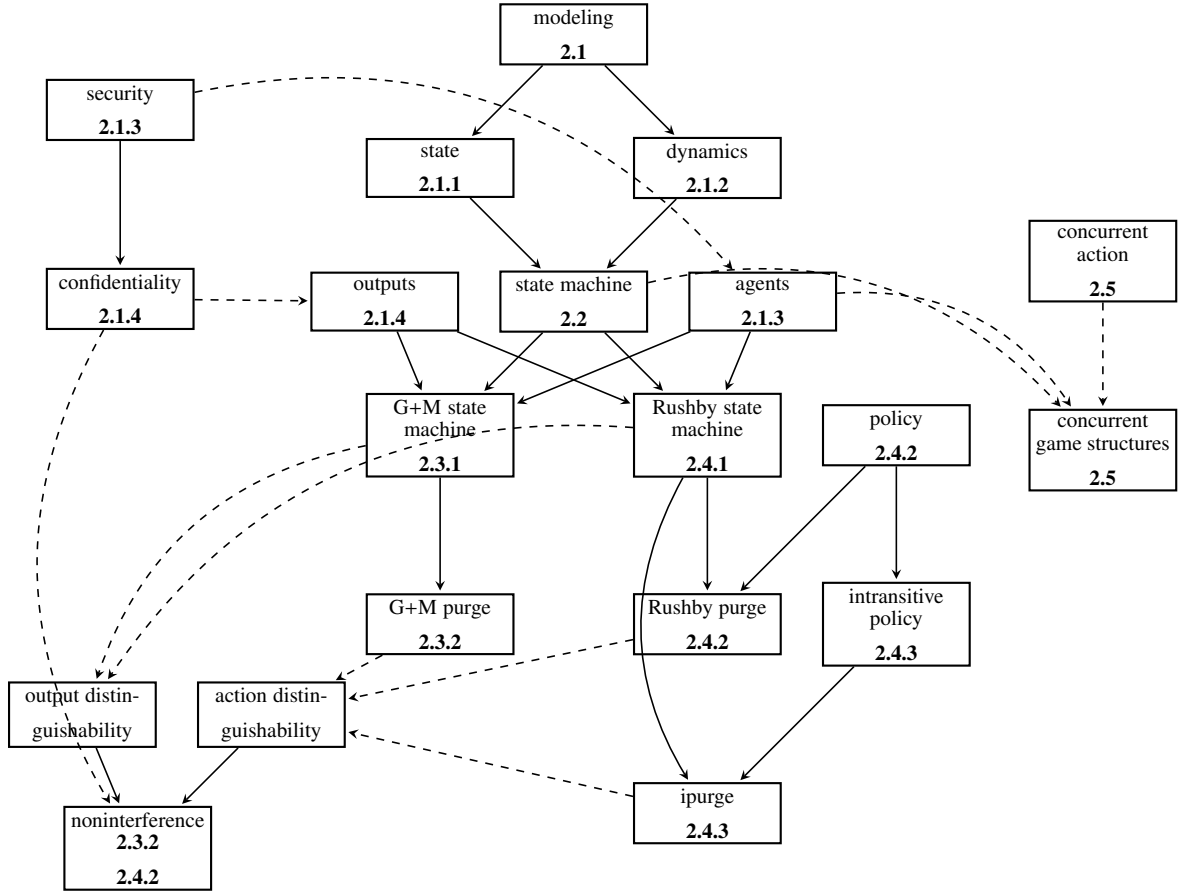 modeling
2.1
security
2.1.3
state
2.1.1
dynamics
2.1.2
concurrent
action
2.5
confidentiality
2.1.4
outputs
2.1.4
state machine
2.2
agents
2.1.3
G+M state
machine
2.3.1
Rushby state
machine
2.4.1
policy
2.4.2
concurrent
game structures
2.5
G+M purge
2.3.2
Rushby purge
2.4.2
intransitive
policy
2.4.3
output distin-
guishability
action distin-
guishability
ipurge
2.4.3
noninterference
2.3.2
2.4.2